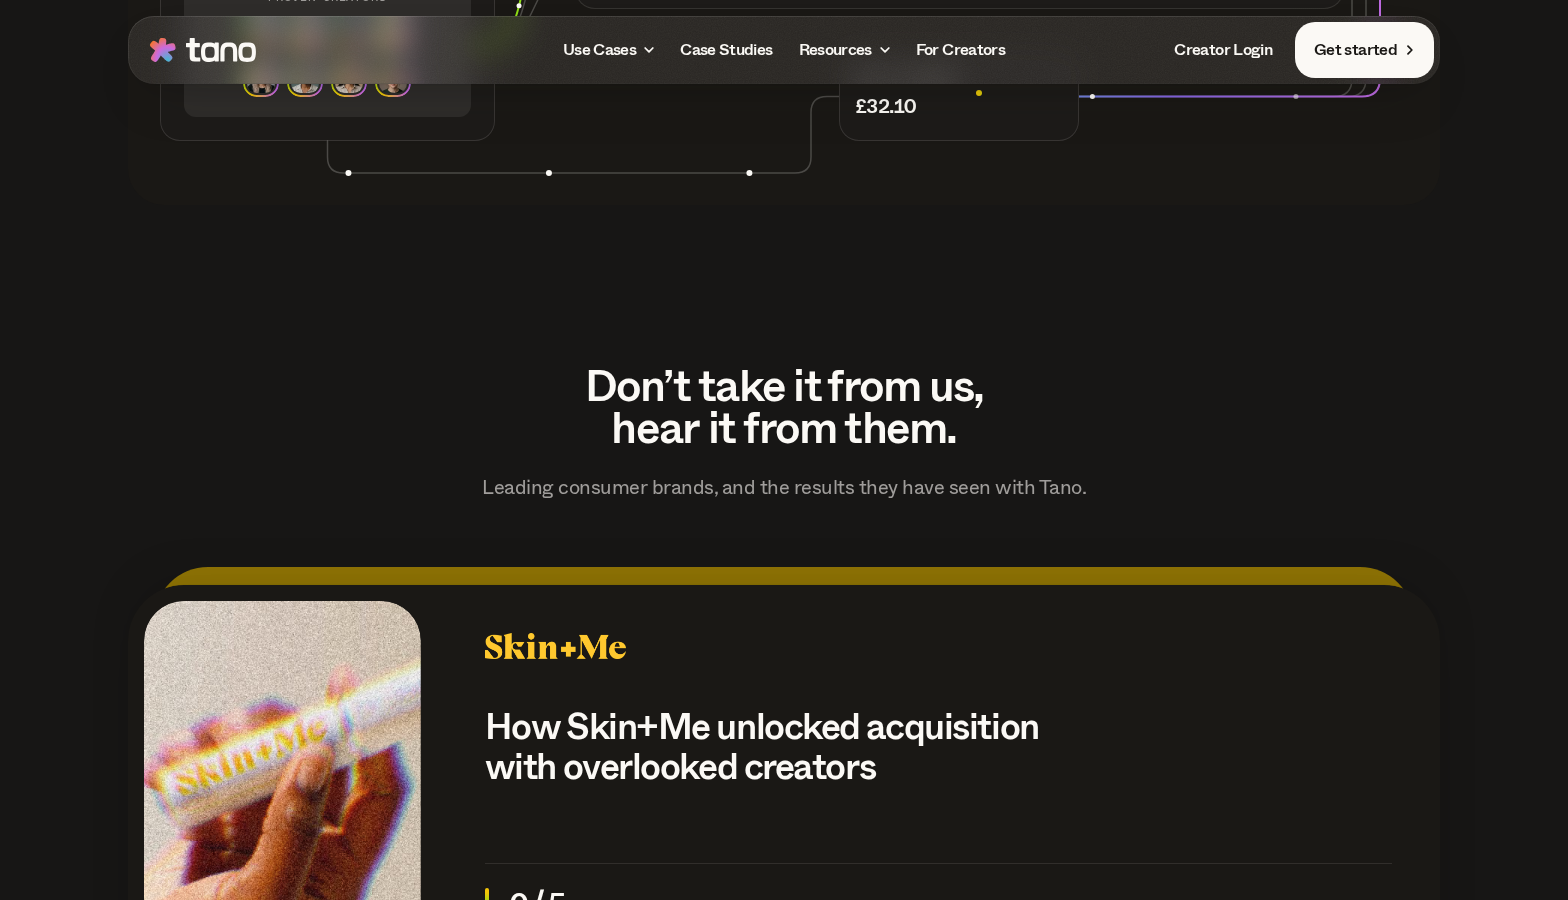 tano
Use Cases
Case Studies
Resources
For Creators
Creator Login
Get started
£32.10
Don’t take it from us,
hear it from them.
Leading consumer brands, and the results they have seen with Tano.
Skin+Me
Skin+Me
How Skin+Me unlocked acquisition
with overlooked creators